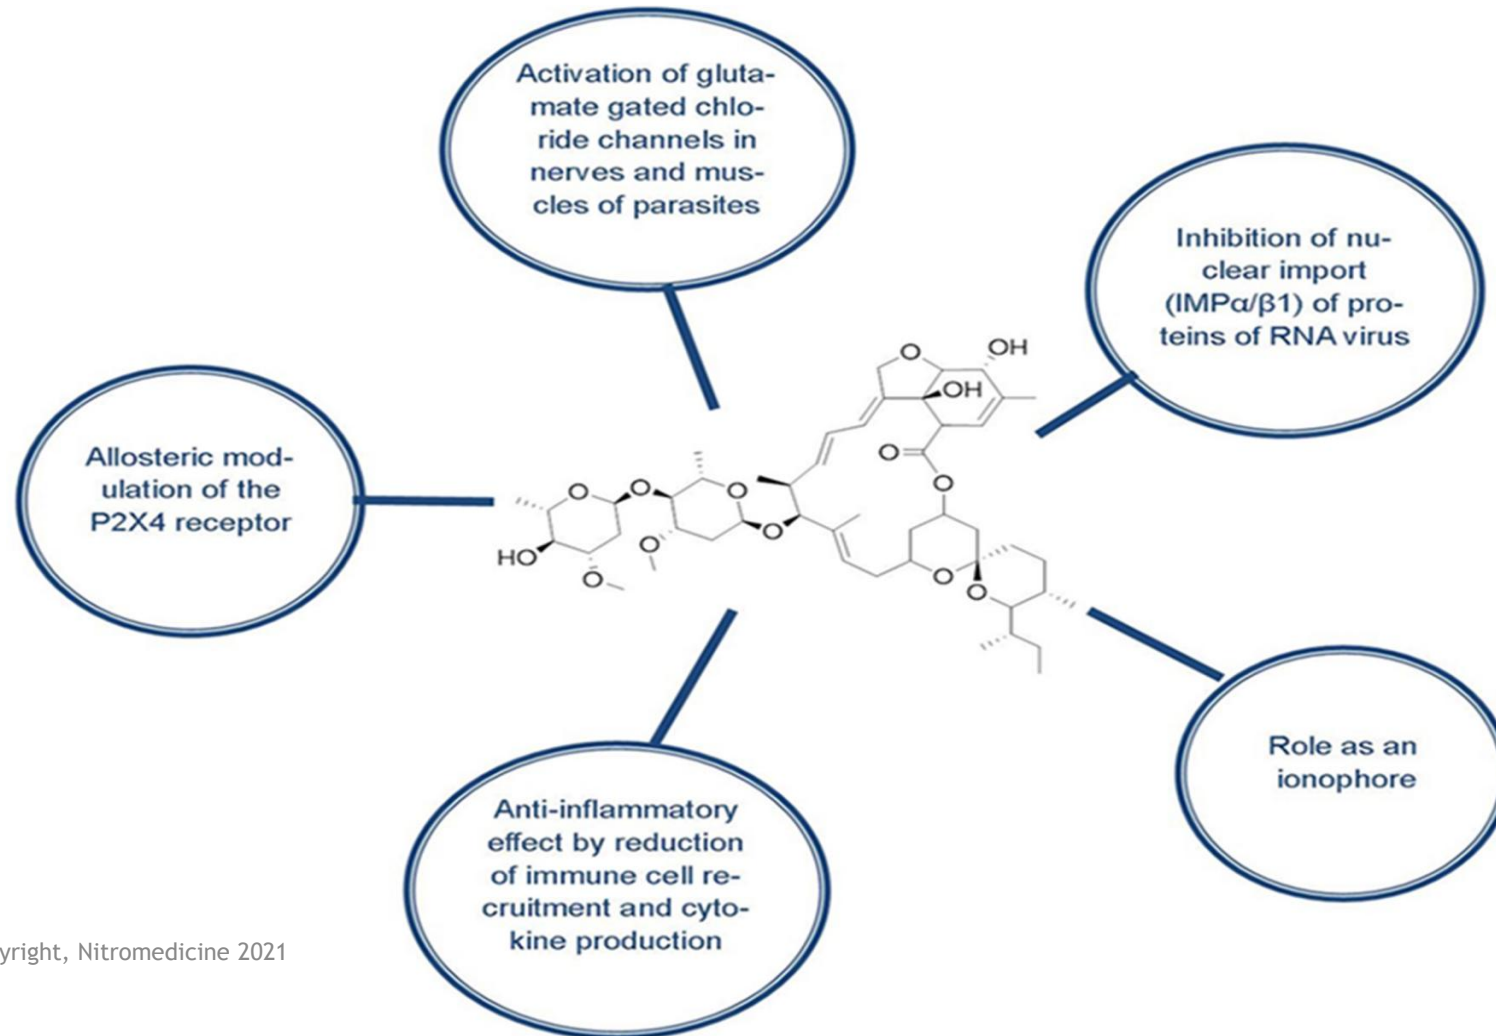 Activation of gluta-
mate gated chlo-
ride channels in
nerves and mus-
cles of parasites
Inhibition of nu-
clear import
(IMPα/β1) of pro-
teins of RNA virus
Allosteric mod-
ulation of the
P2X4 receptor
O
OH
OH
O
O
O
O
O
O
O
HO
O
O
O
Role as an
ionophore
Anti-inflammatory
effect by reduction
of immune cell re-
cruitment and cyto-
kine production
yright, Nitromedicine 2021